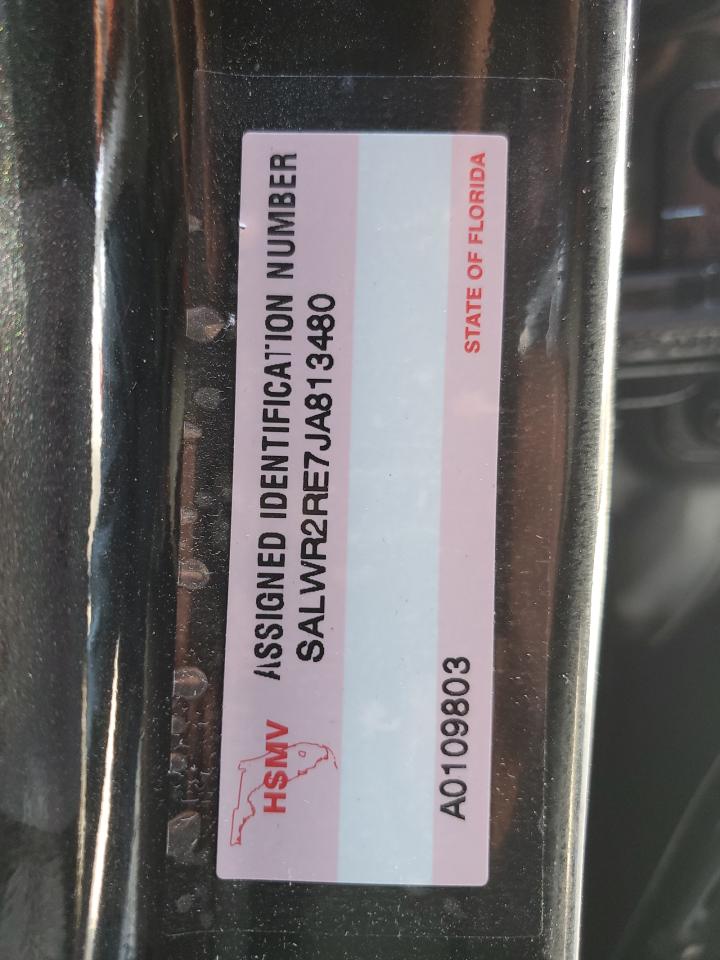 ASSIGNED IDENTIFICATION NUMBER
SALWR2RE7JA813480
HSMV
A0109803
STATE OF FLORIDA